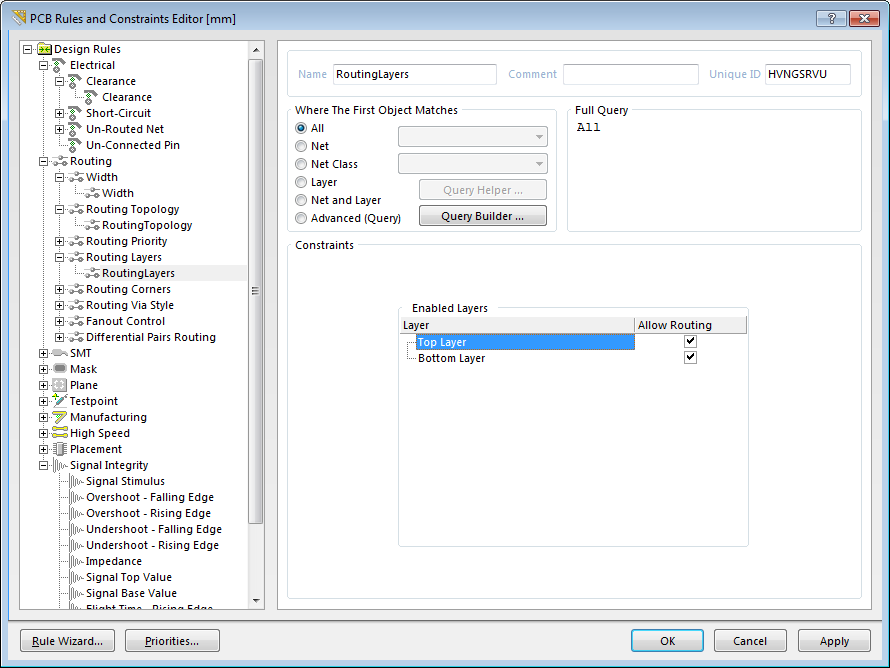 PCB Rules and Constraints Editor [mm]
Design Rules
Electrical
Clearance
Clearance
Short-Circuit
Un-Routed Net
Un-Connected Pin
Routing
Width
Width
Routing Topology
RoutingTopology
Routing Priority
Routing Layers
RoutingLayers
Routing Corners
Routing Via Style
Fanout Control
Differential Pairs Routing
SMT
Mask
Plane
Testpoint
Manufacturing
High Speed
Placement
Signal Integrity
Signal Stimulus
Overshoot - Falling Edge
Overshoot - Rising Edge
Undershoot - Falling Edge
Undershoot - Rising Edge
Impedance
Signal Top Value
Signal Base Value
Flight Time - Rising Edge
Name RoutingLayers Comment Unique ID HVNGSRVU
Where The First Object Matches
All
Net
Net Class
Layer
Net and Layer
Advanced (Query)
Query Helper ...
Query Builder ...
Full Query
All
Constraints
Enabled Layers
Layer Allow Routing
Top Layer
Bottom Layer
Rule Wizard... Priorities... OK Cancel Apply